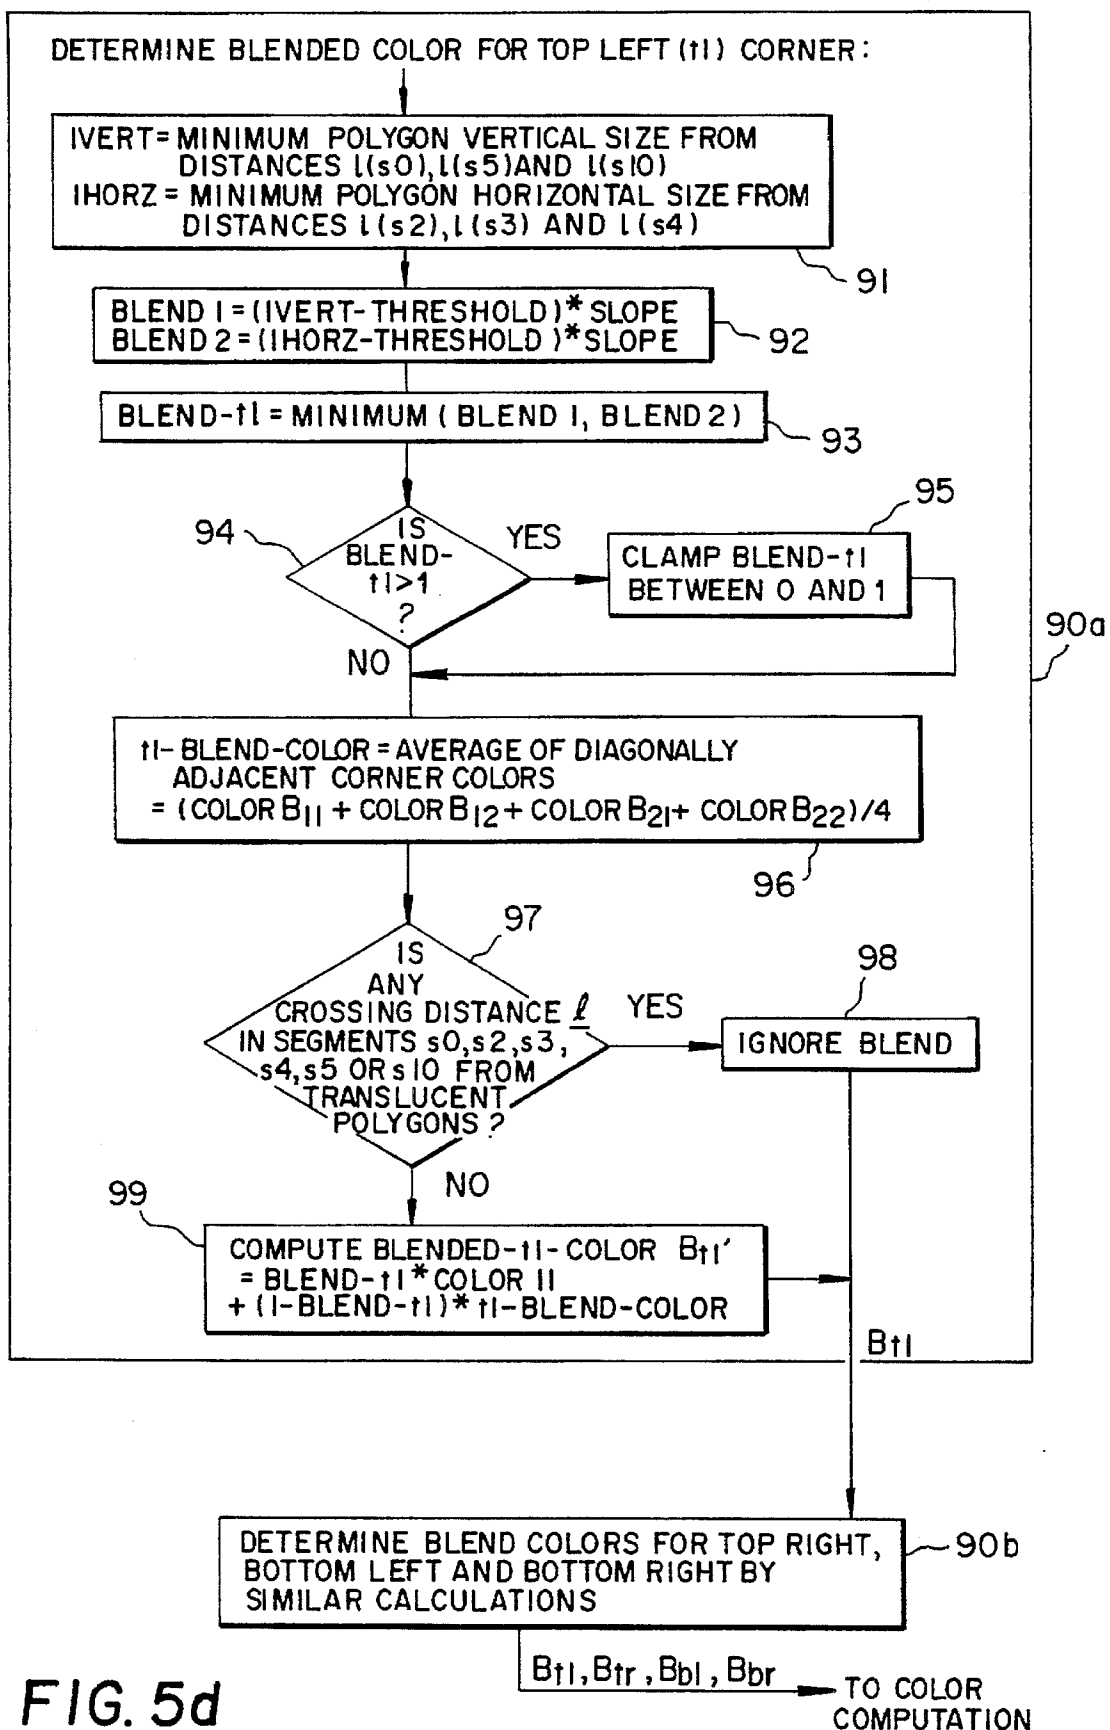 DETERMINE BLENDED COLOR FOR TOP LEFT (tl) CORNER:
lVERT = MINIMUM POLYGON VERTICAL SIZE FROM
DISTANCES l(s0), l(s5) AND l(s10)
lHORZ = MINIMUM POLYGON HORIZONTAL SIZE FROM
DISTANCES l(s2), l(s3) AND l(s4)
91
BLEND 1 = (lVERT-THRESHOLD)* SLOPE
BLEND 2 = (lHORZ-THRESHOLD)* SLOPE
92
BLEND-tl = MINIMUM (BLEND 1, BLEND 2)
93
94
IS
BLEND-
tl>1
?
YES
95
CLAMP BLEND-tl
BETWEEN 0 AND 1
NO
90a
tl-BLEND-COLOR = AVERAGE OF DIAGONALLY
ADJACENT CORNER COLORS
= (COLOR B11 + COLOR B12 + COLOR B21 + COLOR B22)/4
96
97
IS
ANY
CROSSING DISTANCE l
IN SEGMENTS s0, s2, s3,
s4, s5 OR s10 FROM
TRANSLUCENT
POLYGONS ?
YES
98
IGNORE BLEND
NO
99
COMPUTE BLENDED-tl-COLOR Btl'
= BLEND-tl * COLOR 11
+ (1-BLEND-tl)* tl-BLEND-COLOR
Btl
DETERMINE BLEND COLORS FOR TOP RIGHT,
BOTTOM LEFT AND BOTTOM RIGHT BY
SIMILAR CALCULATIONS
90b
Btl, Btr, Bbl, Bbr
TO COLOR
COMPUTATION
FIG. 5d